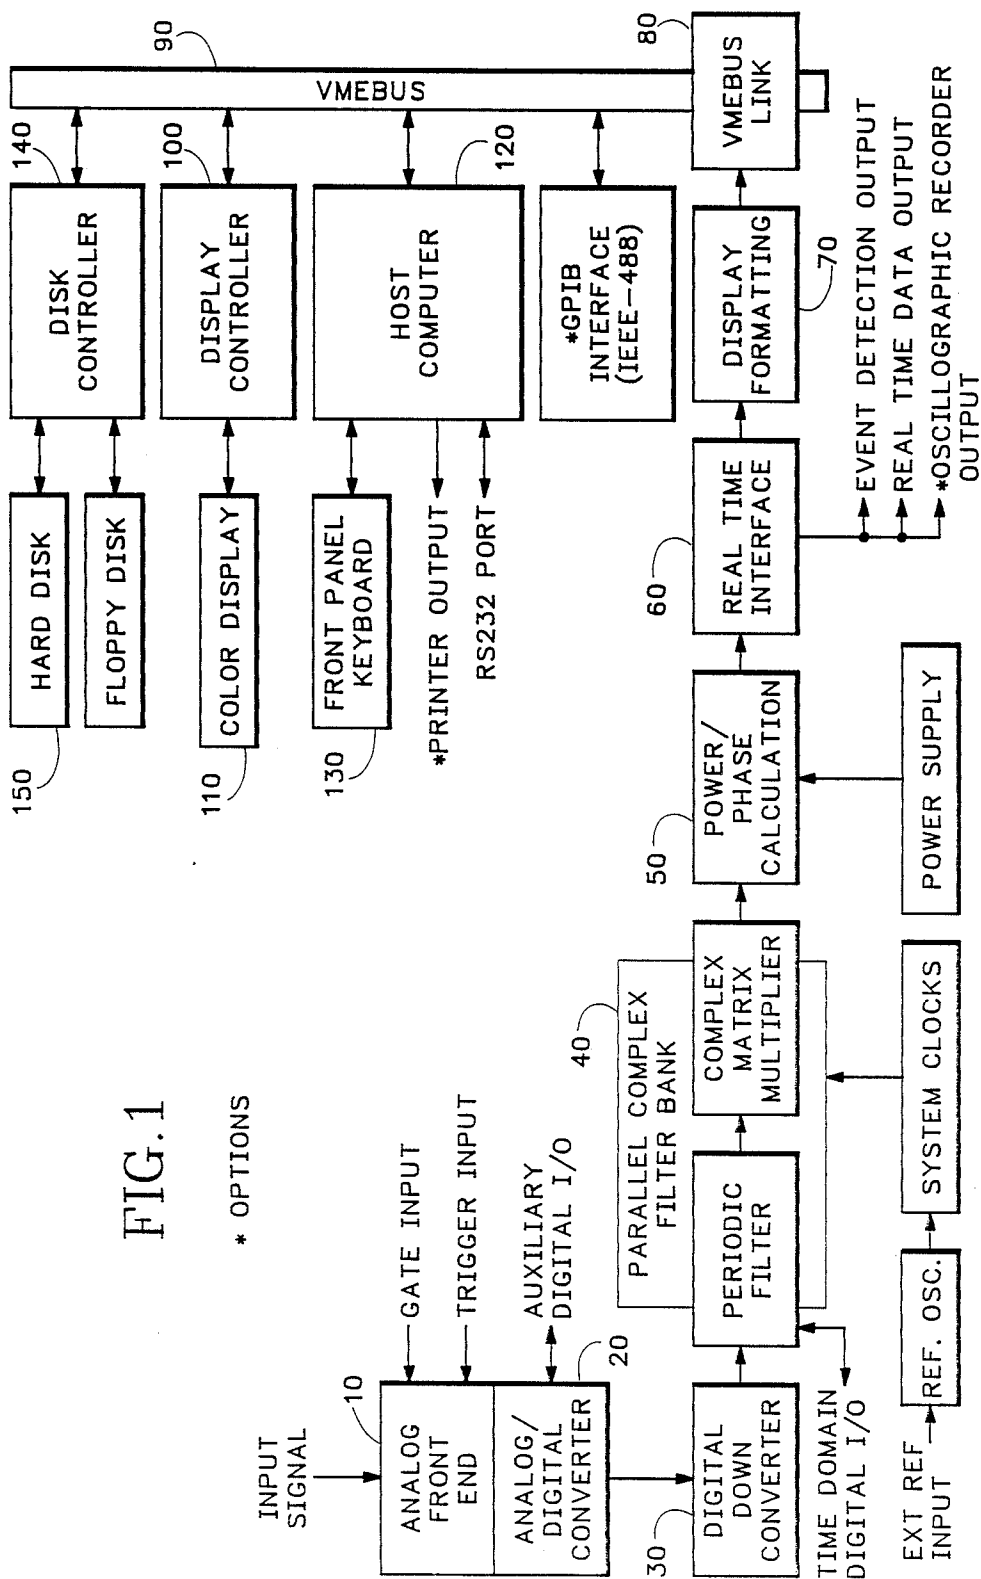 FIG.1
* OPTIONS
INPUT
SIGNAL
10
ANALOG
FRONT
END
GATE INPUT
TRIGGER INPUT
AUXILIARY
DIGITAL I/O
20
ANALOG/
DIGITAL
CONVERTER
30
DIGITAL
DOWN
CONVERTER
TIME DOMAIN
DIGITAL I/O
EXT REF
INPUT
REF. OSC.
SYSTEM CLOCKS
PARALLEL COMPLEX
FILTER BANK
40
PERIODIC
FILTER
COMPLEX
MATRIX
MULTIPLIER
50
POWER/
PHASE
CALCULATION
POWER SUPPLY
60
REAL TIME
INTERFACE
EVENT DETECTION OUTPUT
REAL TIME DATA OUTPUT
*OSCILLOGRAPHIC RECORDER
OUTPUT
DISPLAY
FORMATTING
70
80
VMEBUS
LINK
90
VMEBUS
150
HARD DISK
FLOPPY DISK
140
DISK
CONTROLLER
110
COLOR DISPLAY
100
DISPLAY
CONTROLLER
130
FRONT PANEL
KEYBOARD
*PRINTER OUTPUT
RS232 PORT
120
HOST
COMPUTER
*GPIB
INTERFACE
(IEEE-488)